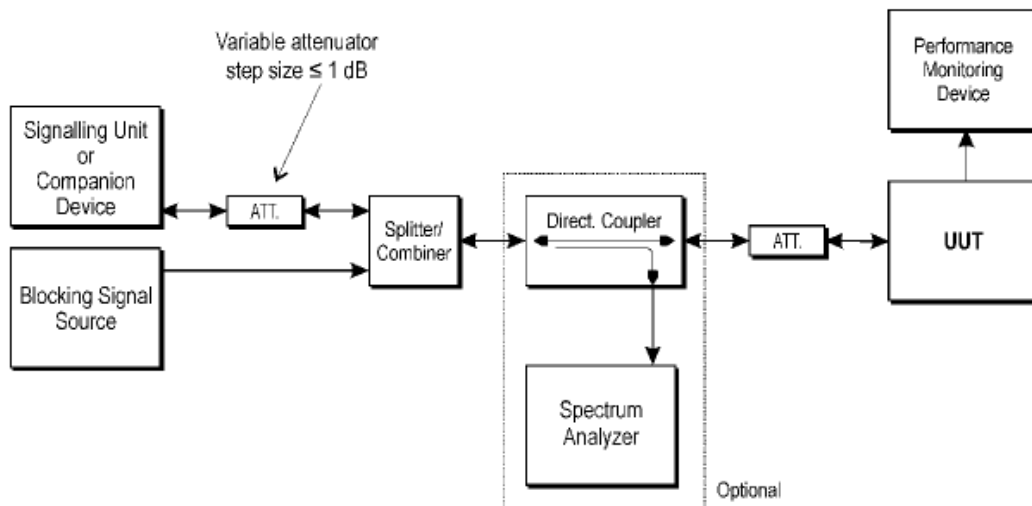 Variable attenuator
step size ≤ 1 dB
Signalling Unit
or
Companion
Device
ATT.
Splitter/
Combiner
Blocking Signal
Source
Direct. Coupler
Spectrum
Analyzer
Optional
ATT.
Performance
Monitoring
Device
UUT